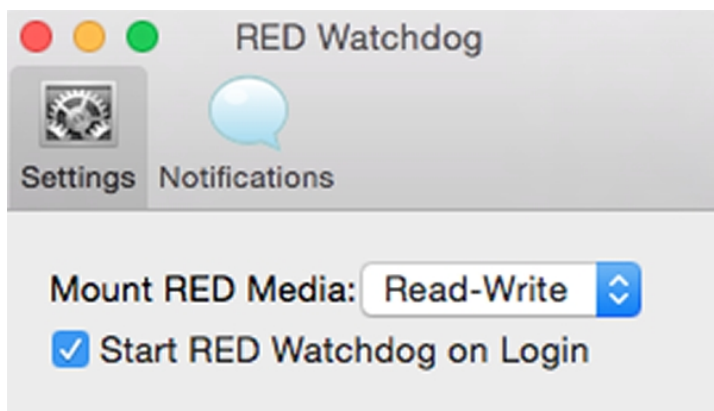 RED Watchdog
Settings Notifications
Mount RED Media: Read-Write
Start RED Watchdog on Login